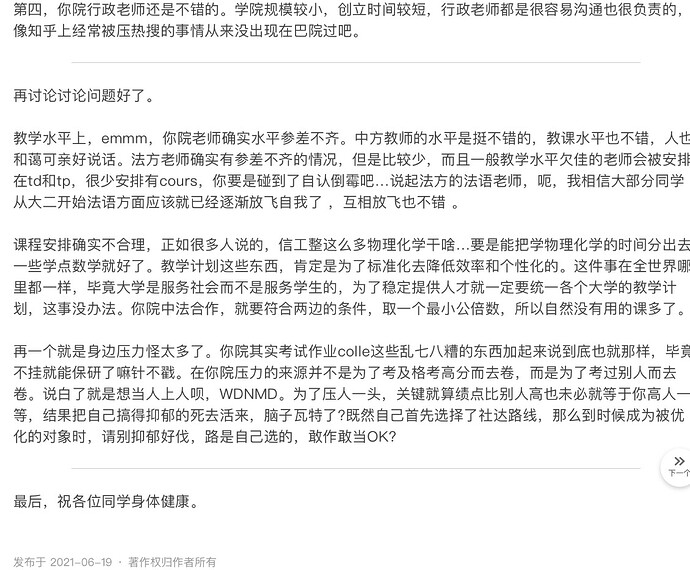 第四，你院行政老师还是不错的。学院规模较小，创立时间较短，行政老师都是很容易沟通也很负责的，
像知乎上经常被压热搜的事情从来没出现在巴院过吧。
再讨论讨论问题好了。
教学水平上，emmm，你院老师确实水平参差不齐。中方教师的水平是挺不错的，教课水平也不错，人也
和蔼可亲好说话。法方老师确实有参差不齐的情况，但是比较少，而且一般教学水平欠佳的老师会被安排
在td和tp，很少安排有cours，你要是碰到了自认倒霉吧...说起法方的法语老师，呃，我相信大部分同学
从大二开始法语方面应该就已经逐渐放飞自我了 ，互相放飞也不错 。
课程安排确实不合理，正如很多人说的，信工整这么多物理化学干啥...要是能把学物理化学的时间分出去
一些学点数学就好了。教学计划这些东西，肯定是为了标准化去降低效率和个性化的。这件事在全世界哪
里都一样，毕竟大学是服务社会而不是服务学生的，为了稳定提供人才就一定要统一各个大学的教学计
划，这事没办法。你院中法合作，就要符合两边的条件，取一个最小公倍数，所以自然没有用的课多了。
再一个就是身边压力怪太多了。你院其实考试作业colle这些乱七八糟的东西加起来说到底也就那样，毕竟
不挂就能保研了嘛针不戳。在你院压力的来源并不是为了考及格考高分而去卷，而是为了考过别人而去
卷。说白了就是想当人上人呗，WDNMD。为了压人一头，关键就算绩点比别人高也未必就等于你高人一
等，结果把自己搞得抑郁的死去活来，脑子瓦特了?既然自己首先选择了社达路线，那么到时候成为被优
化的对象时，请别抑郁好伐，路是自己选的，敢作敢当OK?
下一个
最后，祝各位同学身体健康。
发布于 2021-06-19 · 著作权归作者所有